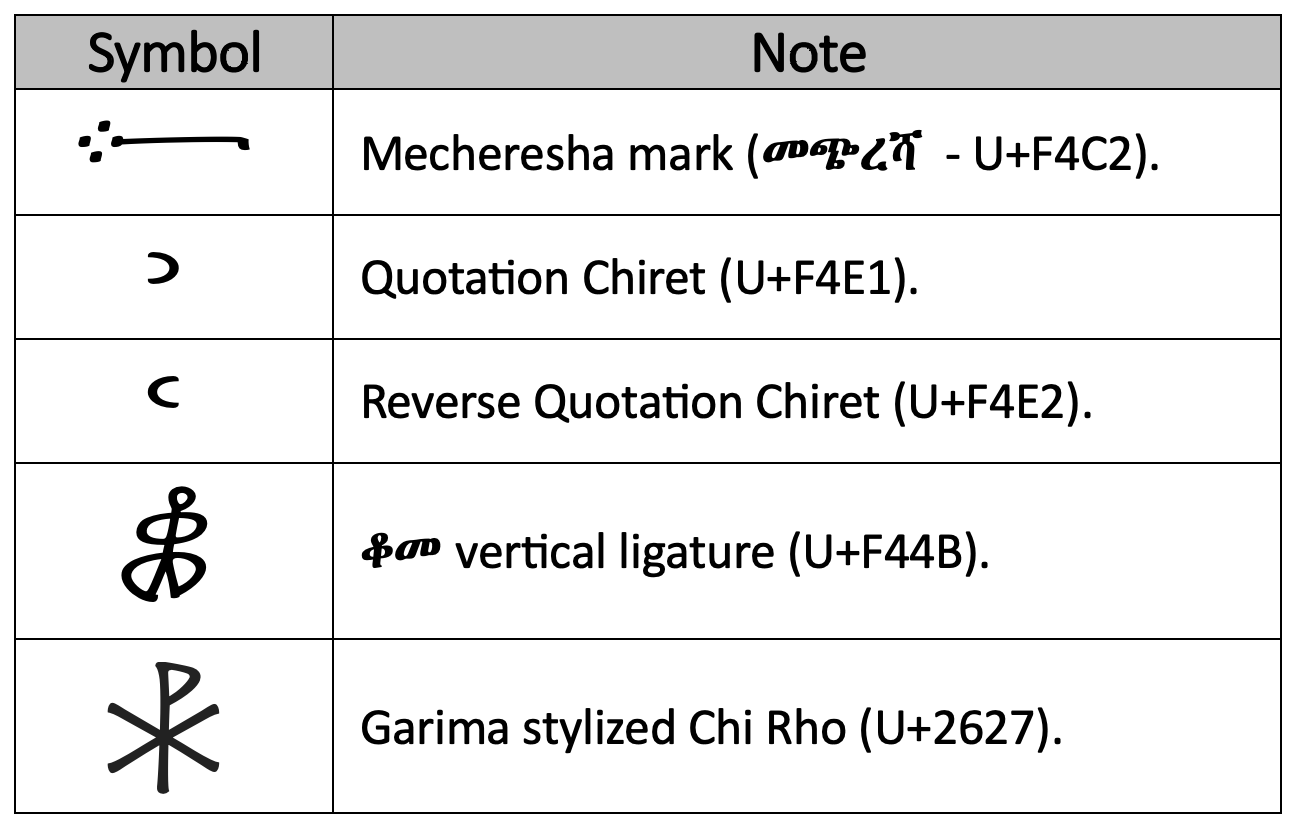 Symbol Note
Mecheresha mark (መጭረሻ - U+F4C2).
Quotation Chiret (U+F4E1).
Reverse Quotation Chiret (U+F4E2).
ቆመ vertical ligature (U+F44B).
☧ Garima stylized Chi Rho (U+2627).